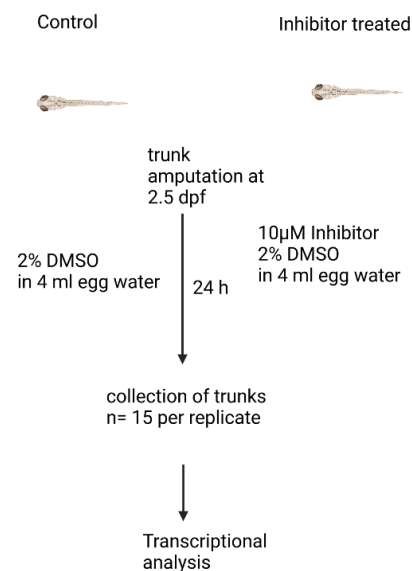 Control
Inhibitor treated
trunk
amputation at
2.5 dpf
2% DMSO
in 4 ml egg water
24 h
10μM Inhibitor
2% DMSO
in 4 ml egg water
collection of trunks
n= 15 per replicate
Transcriptional
analysis